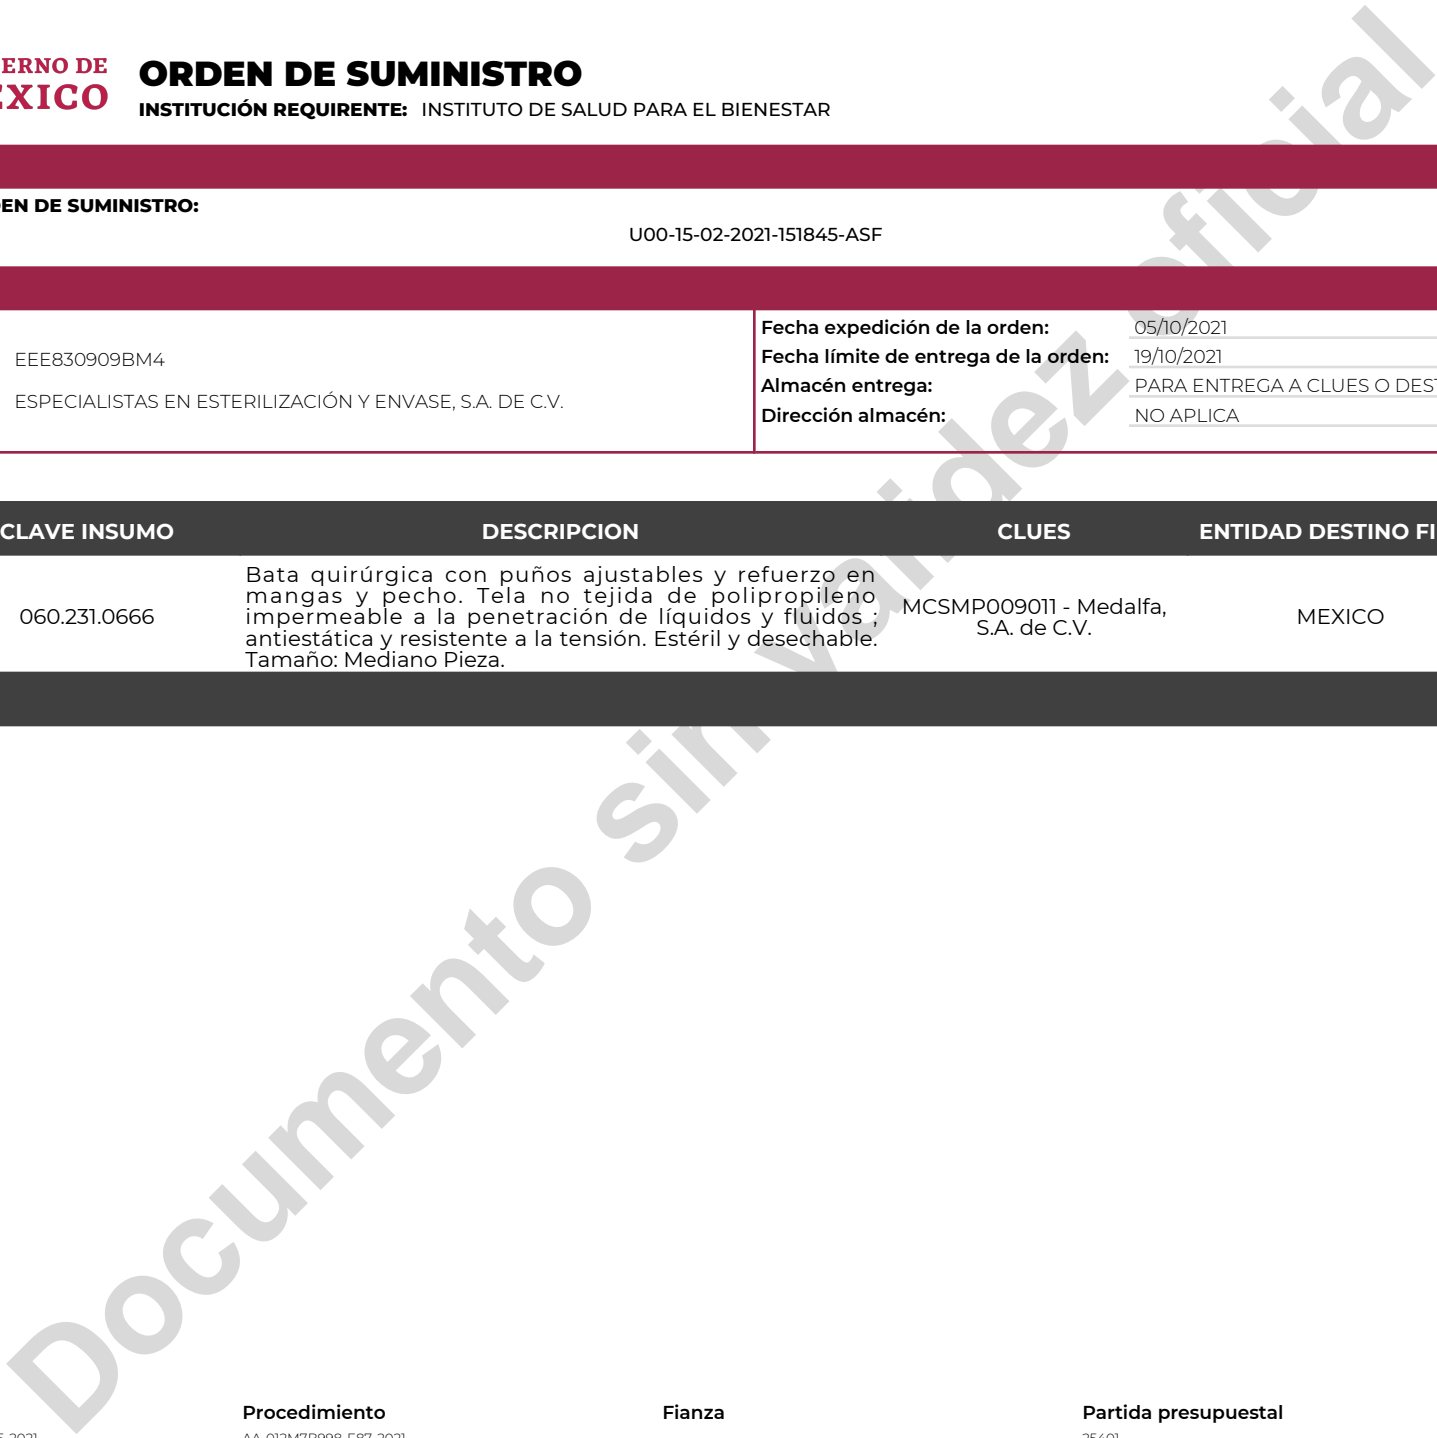 ERNO DE
EXICO
ORDEN DE SUMINISTRO
INSTITUCIÓN REQUIRENTE: INSTITUTO DE SALUD PARA EL BIENESTAR
EN DE SUMINISTRO:
U00-15-02-2021-151845-ASF
EEE830909BM4
ESPECIALISTAS EN ESTERILIZACIÓN Y ENVASE, S.A. DE C.V.
Fecha expedición de la orden: 05/10/2021
Fecha límite de entrega de la orden: 19/10/2021
Almacén entrega: PARA ENTREGA A CLUES O DEST
Dirección almacén: NO APLICA
CLAVE INSUMO DESCRIPCION CLUES ENTIDAD DESTINO FI
060.231.0666
Bata quirúrgica con puños ajustables y refuerzo en
mangas y pecho. Tela no tejida de polipropileno
impermeable a la penetración de líquidos y fluidos ;
antiestática y resistente a la tensión. Estéril y desechable.
Tamaño: Mediano Pieza.
MCSMP009011 - Medalfa,
S.A. de C.V.
MEXICO
Documento sin validez oficial
Procedimiento Fianza Partida presupuestal